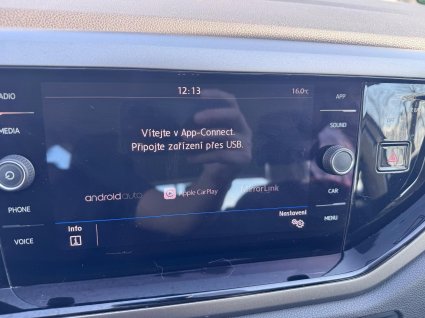 12:13
16.0°C
RADIO
APP
MEDIA
SOUND
Vítejte v App-Connect.
Připojte zařízení přes USB.
androidauto
Apple CarPlay
MirrorLink
CAR
PHONE
Nastavení
MENU
Info
VOICE